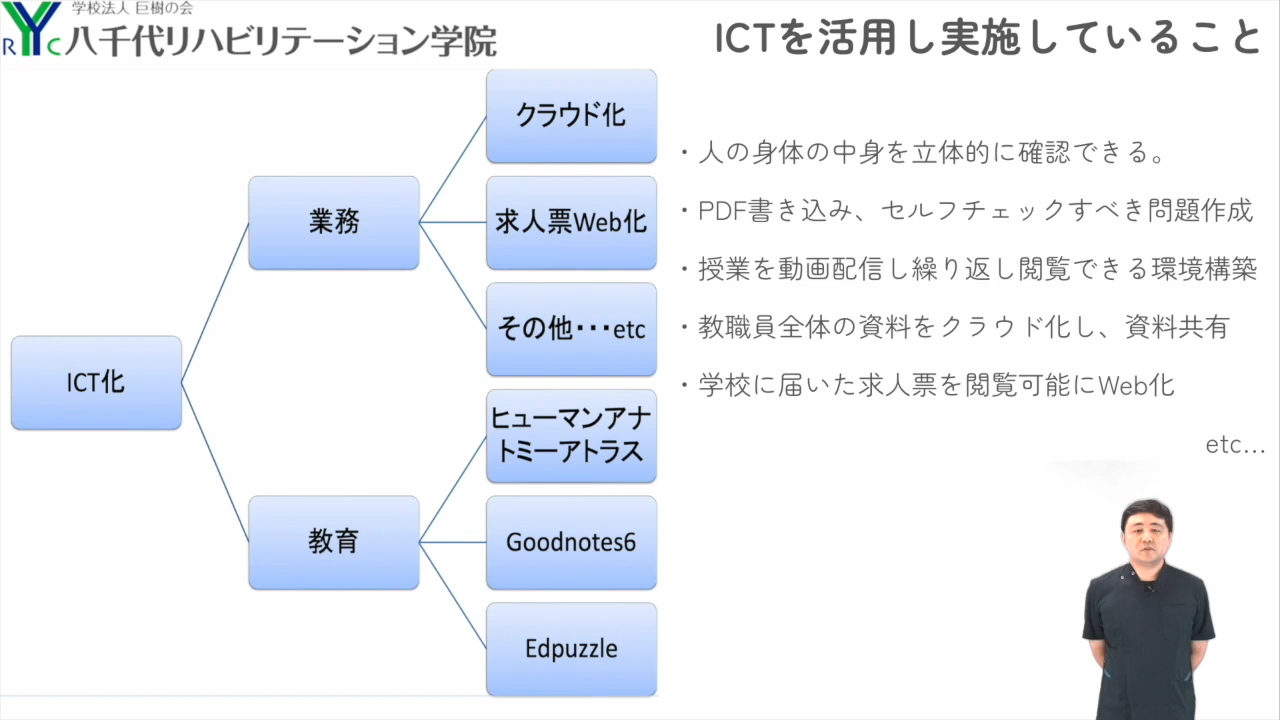 学校法人 巨樹の会
RYC 八千代リハビリテーション学院
ICTを活用し実施していること
ICT化
業務
教育
クラウド化
求人票Web化
その他・・・etc
ヒューマンアナ
トミーアトラス
Goodnotes6
Edpuzzle
・人の身体の中身を立体的に確認できる。
・PDF書き込み、セルフチェックすべき問題作成
・授業を動画配信し繰り返し閲覧できる環境構築
・教職員全体の資料をクラウド化し、資料共有
・学校に届いた求人票を閲覧可能にWeb化
etc...